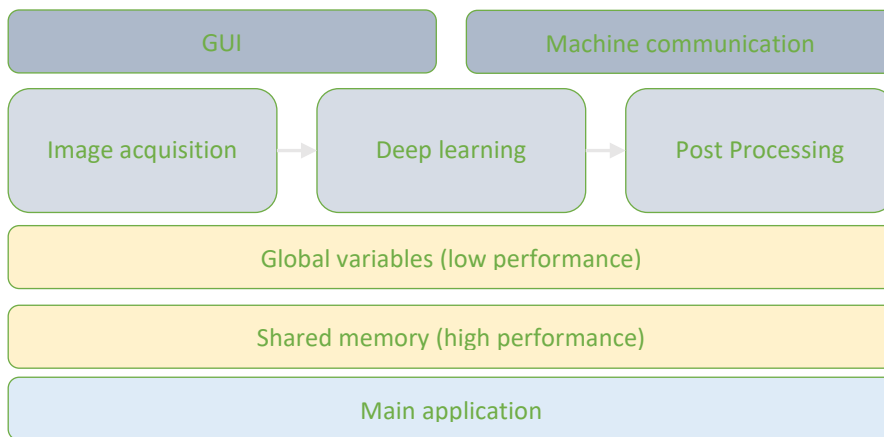 GUI
Machine communication
Image acquisition
Deep learning
Post Processing
Global variables (low performance)
Shared memory (high performance)
Main application